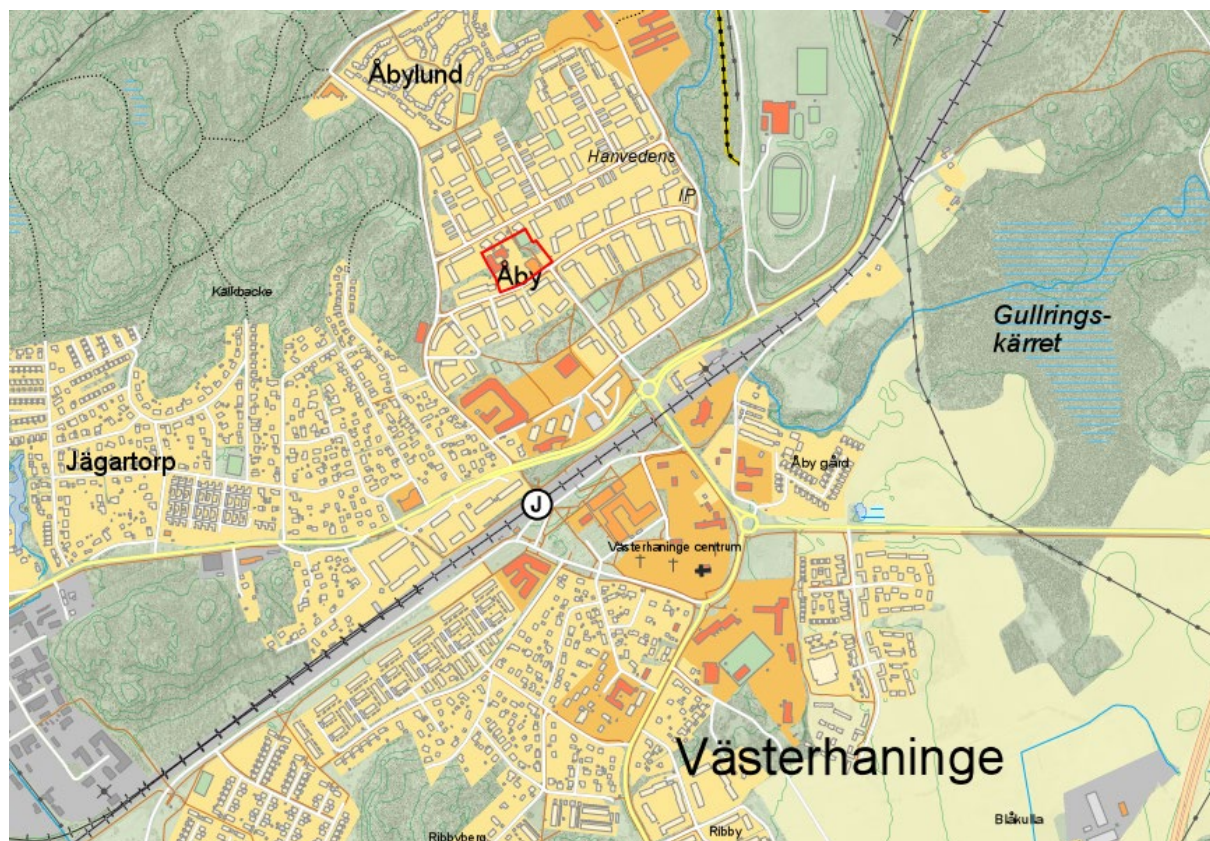 Åbylund
Hanvedens
IP
Åby
Kalkbacke
Gullrings-
kärret
Jägartorp
Åby gård
J
Västerhaninge centrum
Västerhaninge
Blåkulla
Ribbyberg
Ribby